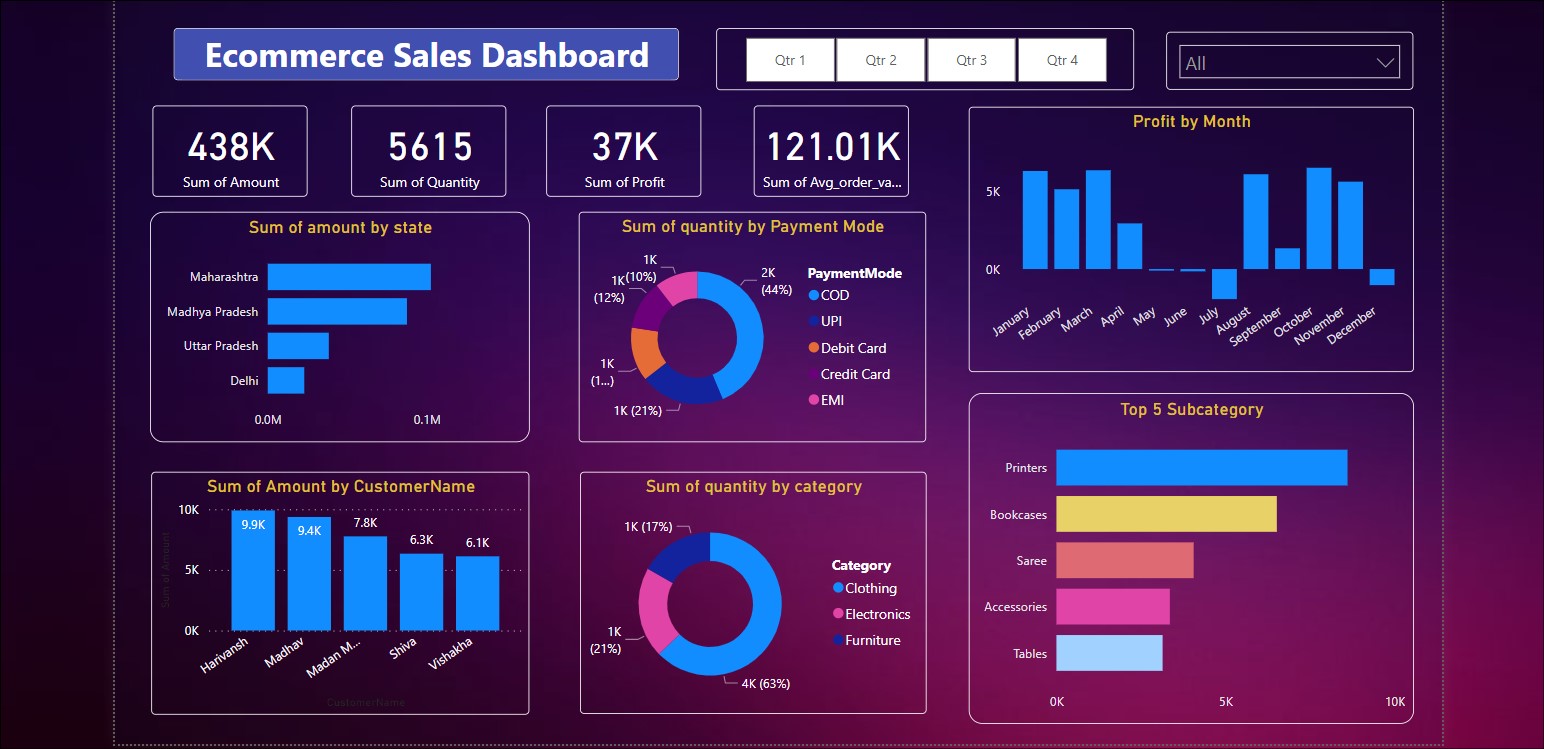 Ecommerce Sales Dashboard
Qtr 1
Qtr 2
Qtr 3
Qtr 4
All
438K
Sum of Amount
5615
Sum of Quantity
37K
Sum of Profit
121.01K
Sum of Avg_order_va...
Profit by Month
5K
0K
January
February
March
April
May
June
July
August
September
October
November
December
Sum of amount by state
Maharashtra
Madhya Pradesh
Uttar Pradesh
Delhi
0.0M
0.1M
Sum of quantity by Payment Mode
1K
(10%)
1K
(12%)
1K
(1...)
1K (21%)
2K
(44%)
PaymentMode
COD
UPI
Debit Card
Credit Card
EMI
Top 5 Subcategory
Printers
Bookcases
Saree
Accessories
Tables
0K
5K
10K
Sum of Amount by CustomerName
Sum of Amount
10K
5K
0K
9.9K
9.4K
7.8K
6.3K
6.1K
Harivansh
Madhav
Madan M...
Shiva
Vishakha
CustomerName
Sum of quantity by category
1K (17%)
1K
(21%)
4K (63%)
Category
Clothing
Electronics
Furniture